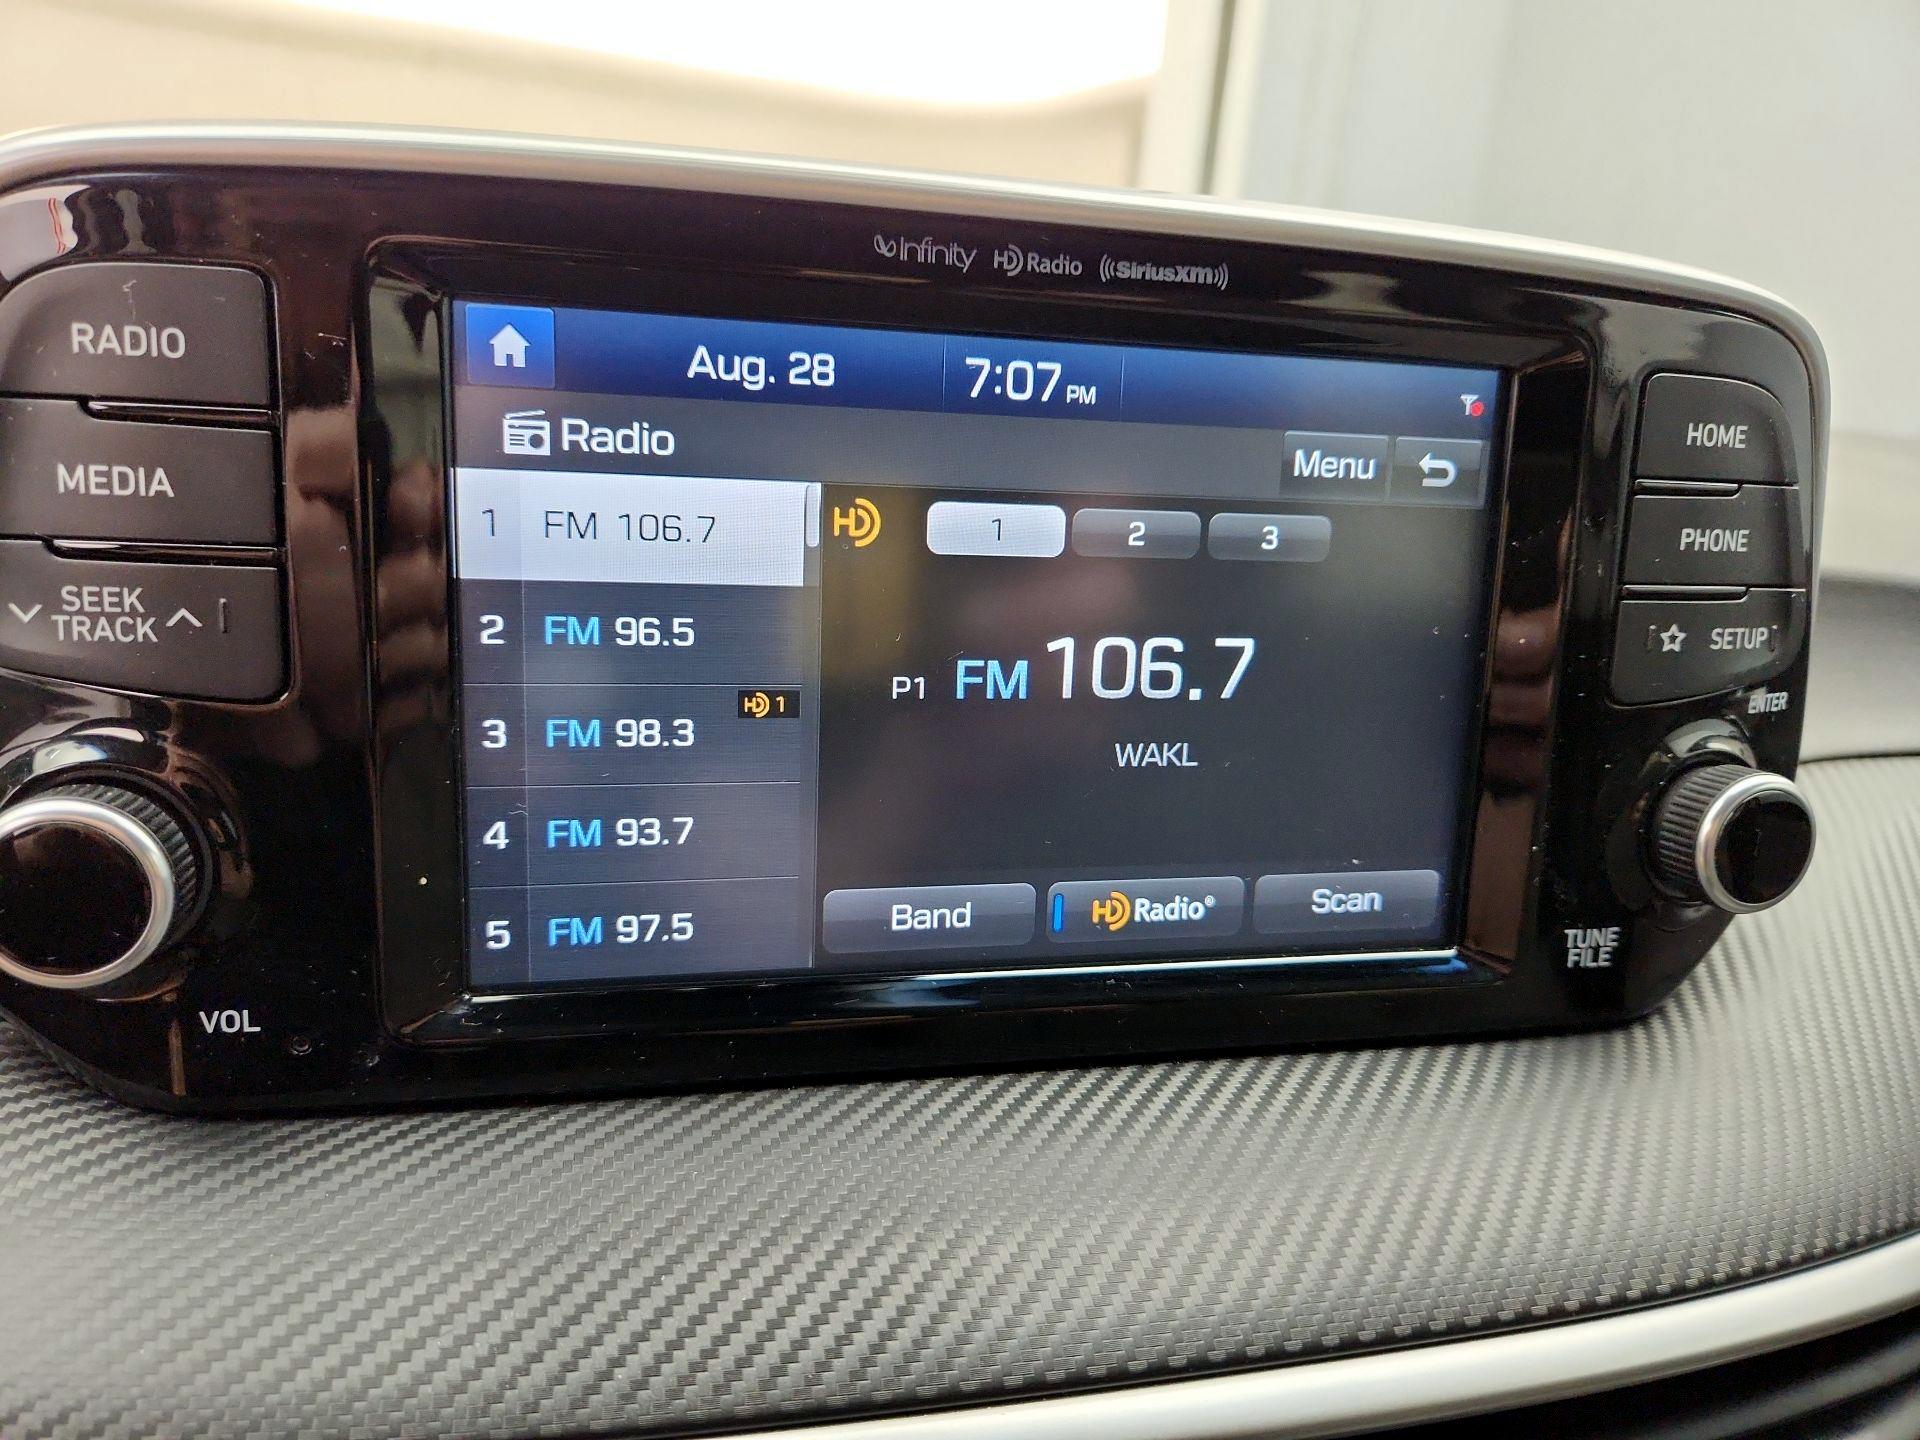 Infinity HD Radio ((SiriusXM))
RADIO
MEDIA
SEEK
TRACK
VOL
Aug. 28
7:07 PM
Radio
Menu
1 FM 106.7
2 FM 96.5
3 FM 98.3 HD 1
4 FM 93.7
5 FM 97.5
HD 1 2 3
P1 FM 106.7
WAKL
Band
HD Radio®
Scan
HOME
PHONE
SETUP
ENTER
TUNE
FILE